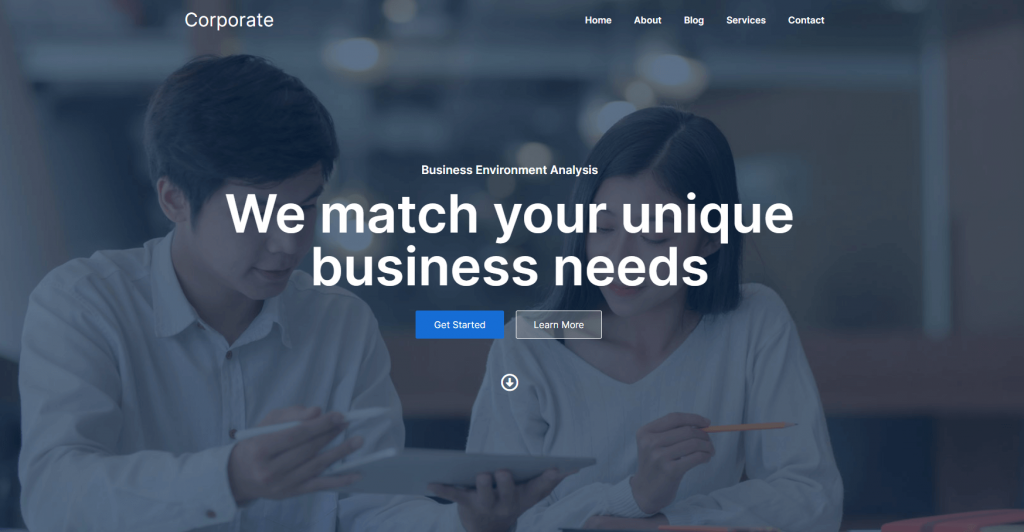 Corporate
Home About Blog Services Contact
Business Environment Analysis
We match your unique
business needs
Get Started Learn More